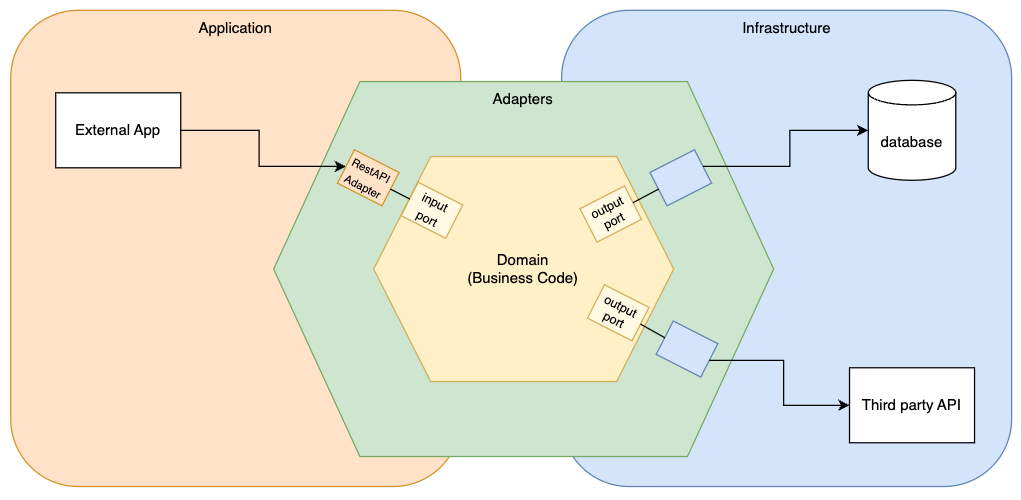 Application
Infrastructure
Adapters
External App
RestAPI
Adapter
input
port
output
port
database
Domain
(Business Code)
output
port
Third party API